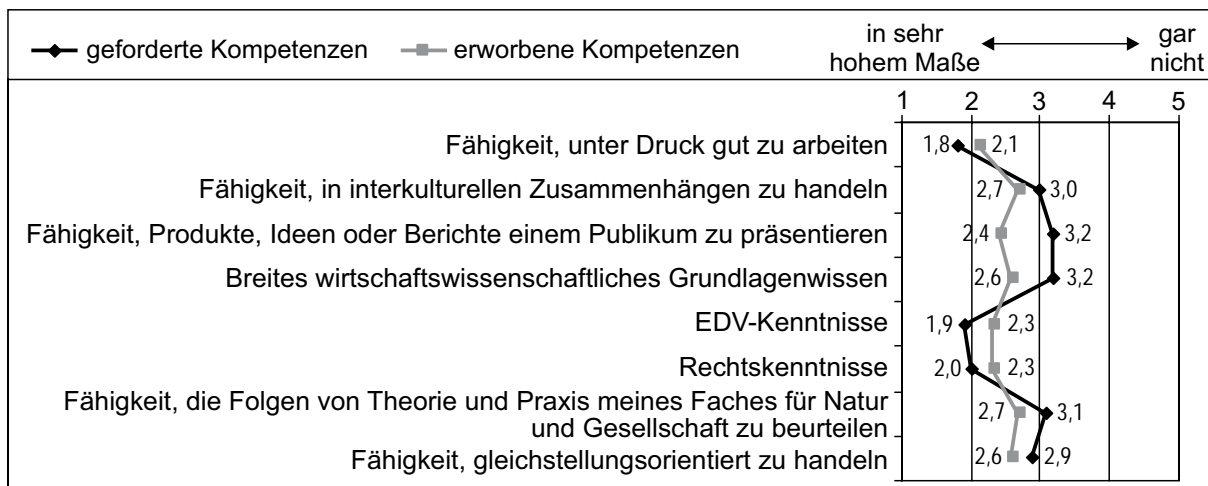 geforderte Kompetenzen erworbene Kompetenzen in sehr gar
hohem Maße nicht
1 2 3 4 5
Fähigkeit, unter Druck gut zu arbeiten 1,8 2,1
Fähigkeit, in interkulturellen Zusammenhängen zu handeln 2,7 3,0
Fähigkeit, Produkte, Ideen oder Berichte einem Publikum zu präsentieren 2,4 3,2
Breites wirtschaftswissenschaftliches Grundlagenwissen 2,6 3,2
EDV-Kenntnisse 1,9 2,3
Rechtskenntnisse 2,0 2,3
Fähigkeit, die Folgen von Theorie und Praxis meines Faches für Natur 2,7 3,1
und Gesellschaft zu beurteilen
Fähigkeit, gleichstellungsorientiert zu handeln 2,6 2,9